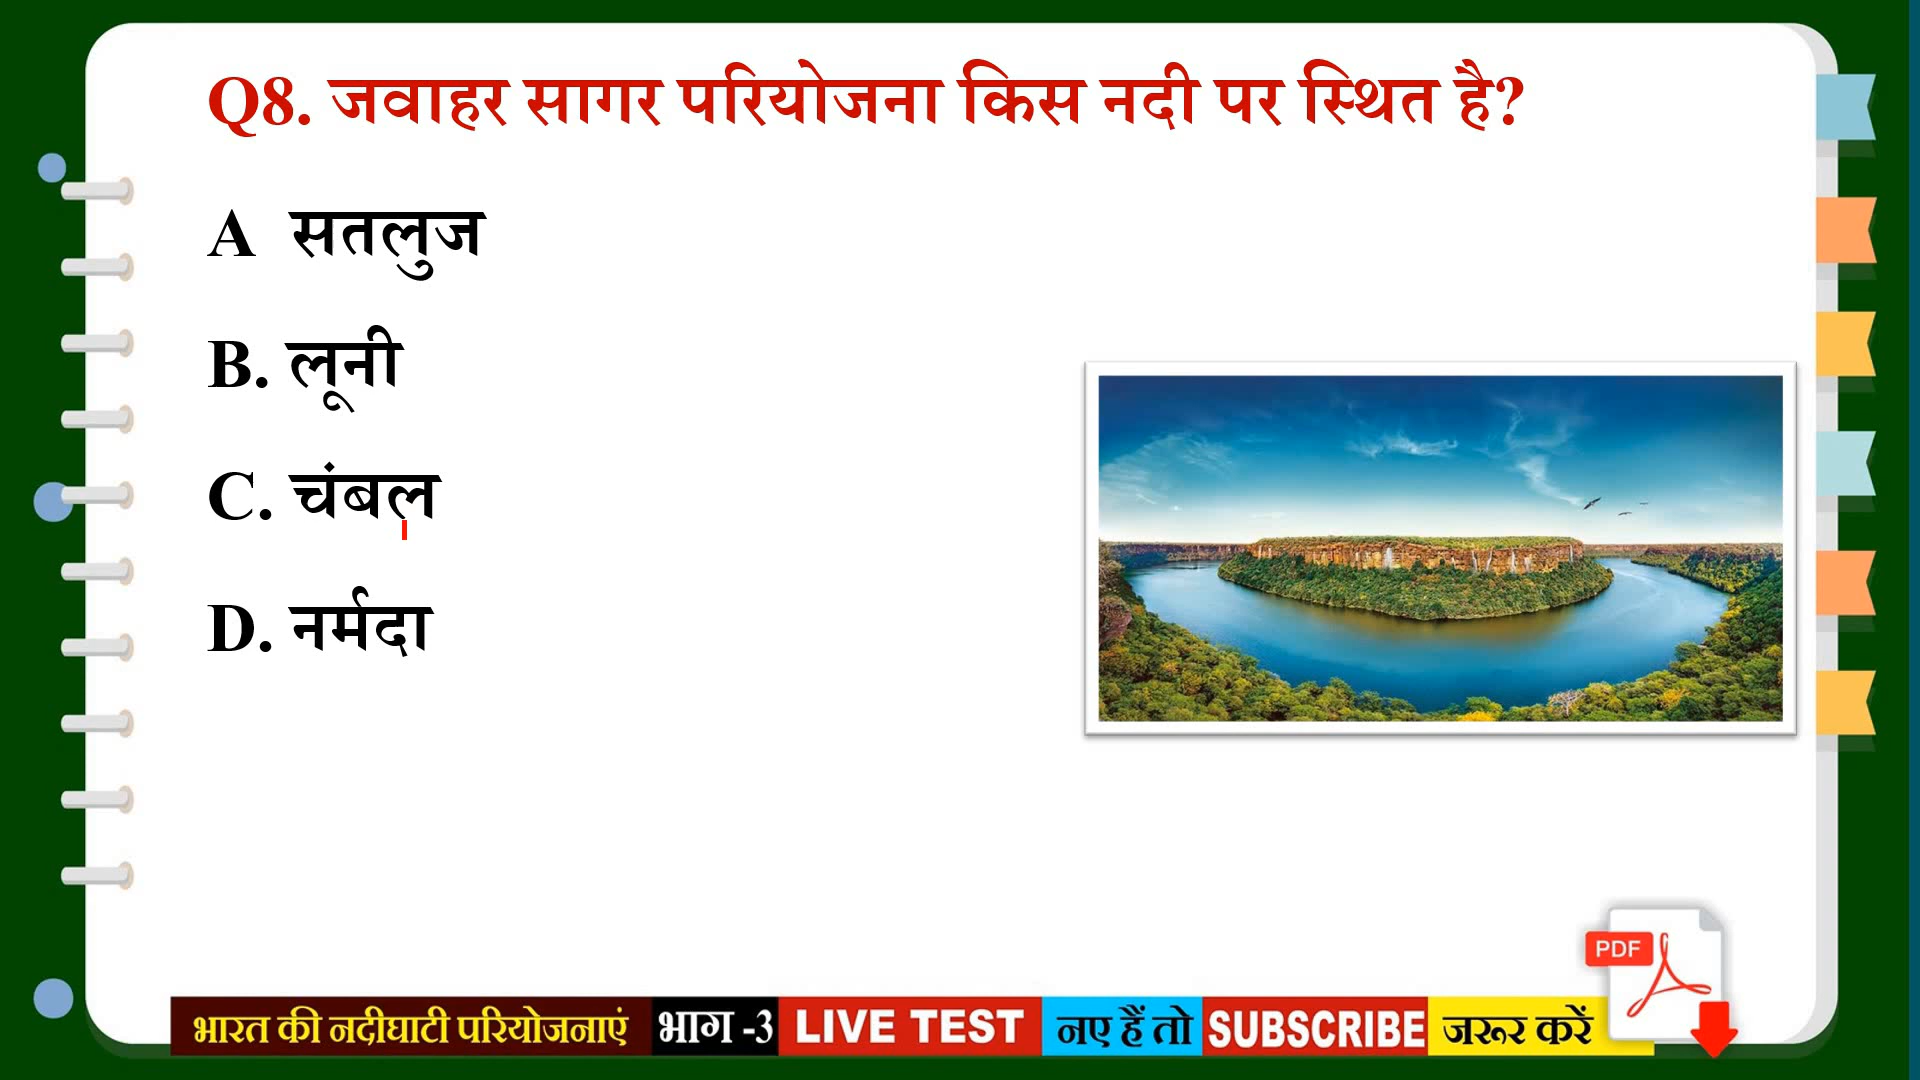 Q8. जवाहर सागर परियोजना किस नदी पर स्थित है?
A सतलुज
B. लूनी
C. चंबल
D. नर्मदा
PDF
भारत की नदीघाटी परियोजनाएं भाग -3 LIVE TEST नए हैं तो SUBSCRIBE जरूर करें